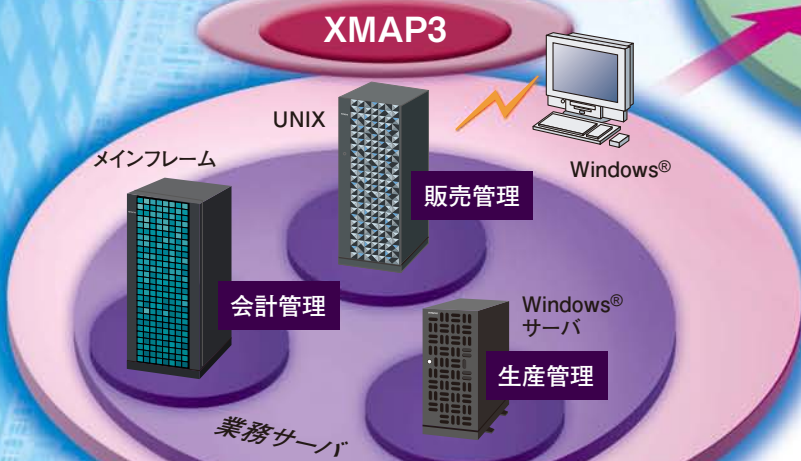 XMAP3
UNIX
Windows®
メインフレーム
販売管理
会計管理
Windows®
サーバ
生産管理
業務サーバ